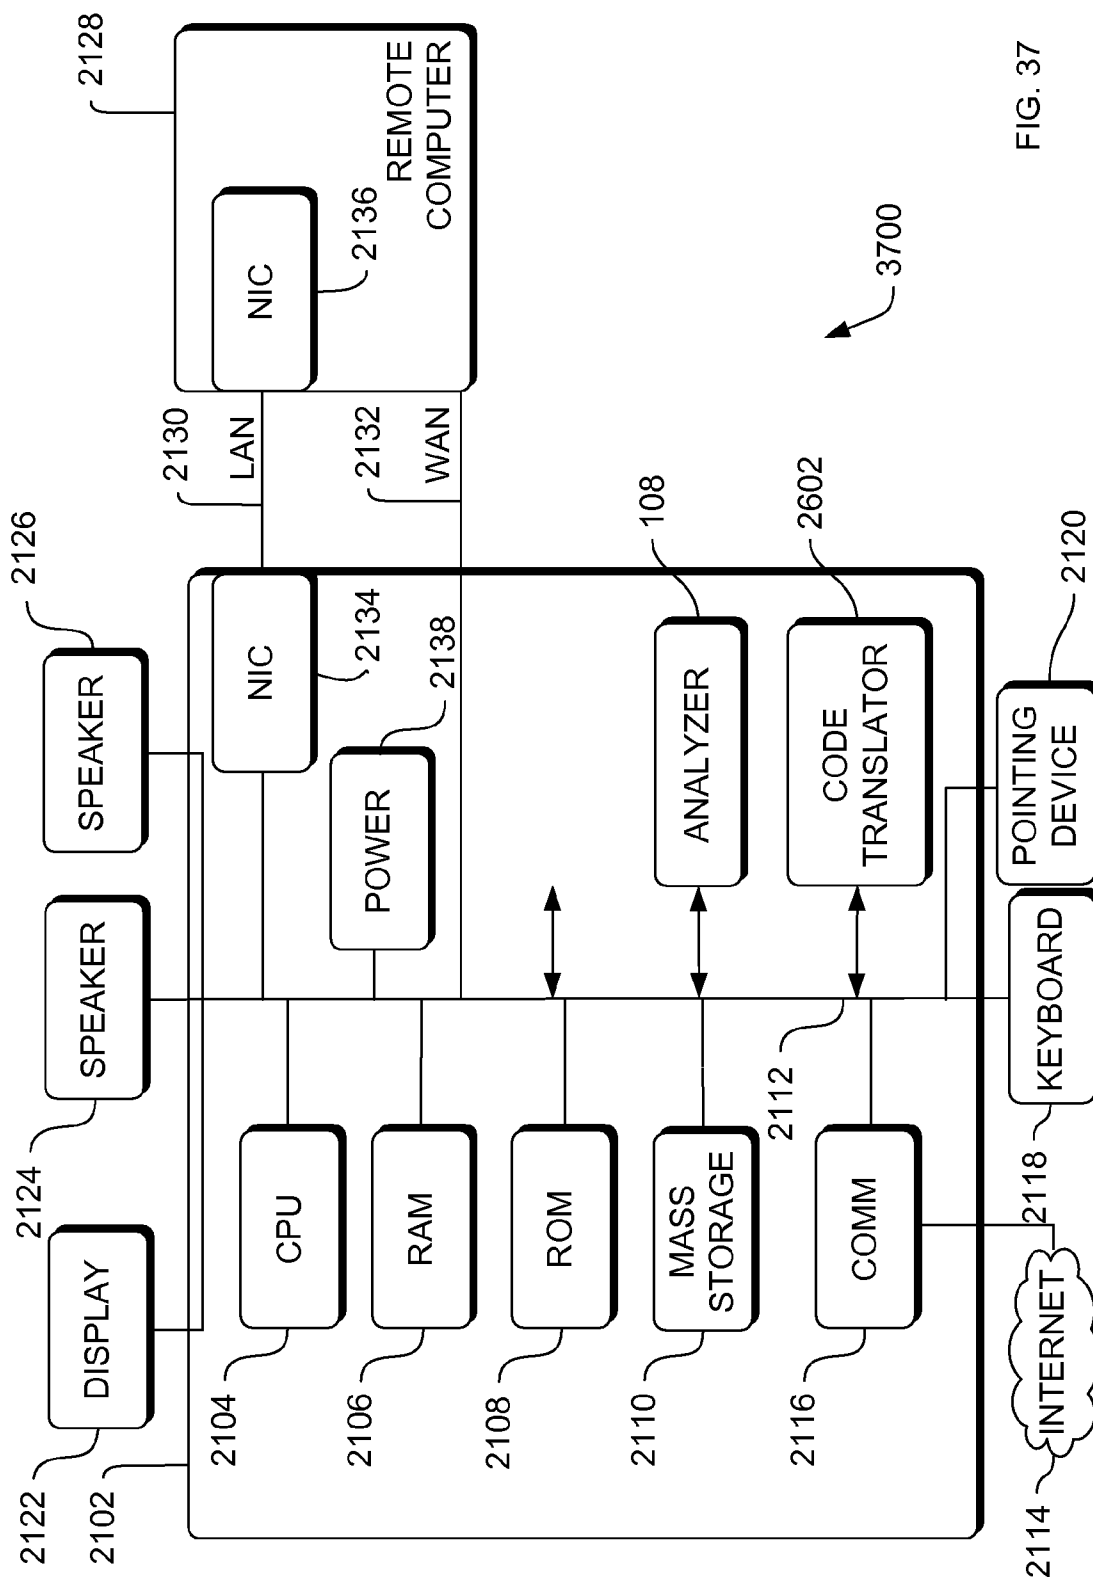 2122
2102
2124
2126
2128
DISPLAY
SPEAKER
SPEAKER
2130
LAN
2132
WAN
NIC
2136
REMOTE
COMPUTER
NIC
2134
POWER
2138
2104
CPU
2106
RAM
2108
ROM
2110
MASS
STORAGE
2116
COMM
2112
ANALYZER
108
CODE
TRANSLATOR
2602
2114
INTERNET
2118
KEYBOARD
POINTING
DEVICE
2120
3700
FIG. 37